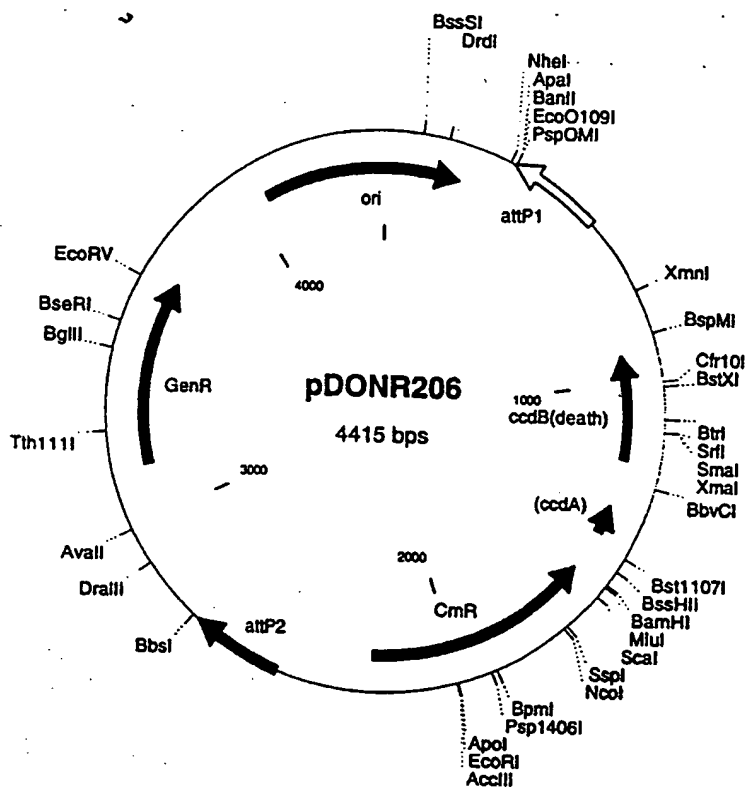 BssSI
DrdI
NheI
ApaI
BanII
EcoO109I
PspOMI
ori
attP1
EcoRV
4000
XmnI
BseRI
BspMI
BglII
Cfr10I
GenR
pDONR206
1000
BstXI
ccdB(death)
4415 bps
BtrI
Tth111I
SrfI
3000
SmaI
XmaI
(ccdA)
BbvCI
AvaII
2000
DraIII
Bst1107I
CmR
BssHII
attP2
BamHI
BbsI
MluI
ScaI
SspI
NcoI
BpmI
Psp1406I
ApoI
EcoRI
AccIII